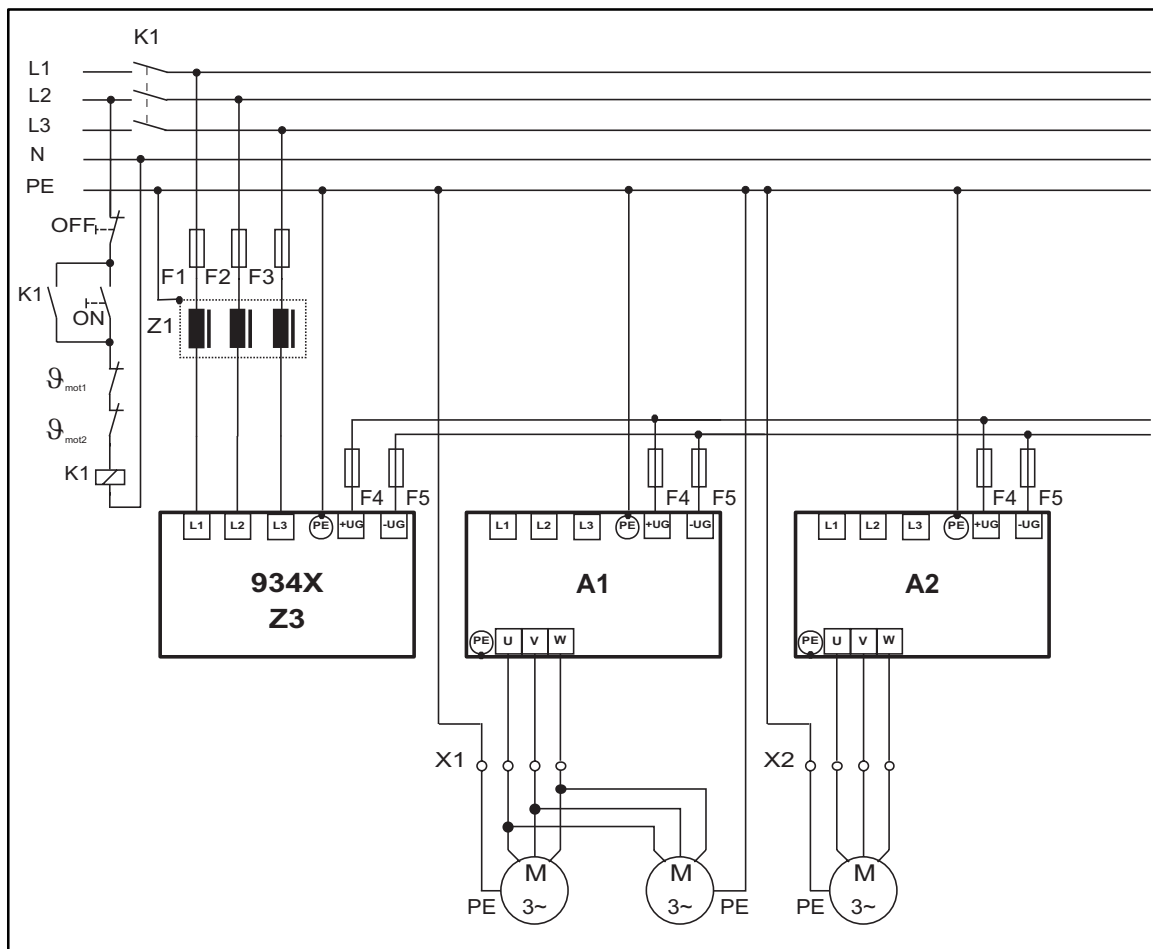 K1
L1
L2
L3
N
PE
OFF
F1 F2 F3
K1
ON
Z1
ϑmot1
ϑmot2
K1
F4 F5 F4 F5 F4 F5
L1 L2 L3 PE +UG -UG
L1 L2 L3 PE +UG -UG
L1 L2 L3 PE +UG -UG
934X
Z3
A1
A2
PE U V W
PE U V W
X1
X2
M
3~
M
3~
M
3~
PE
PE
PE